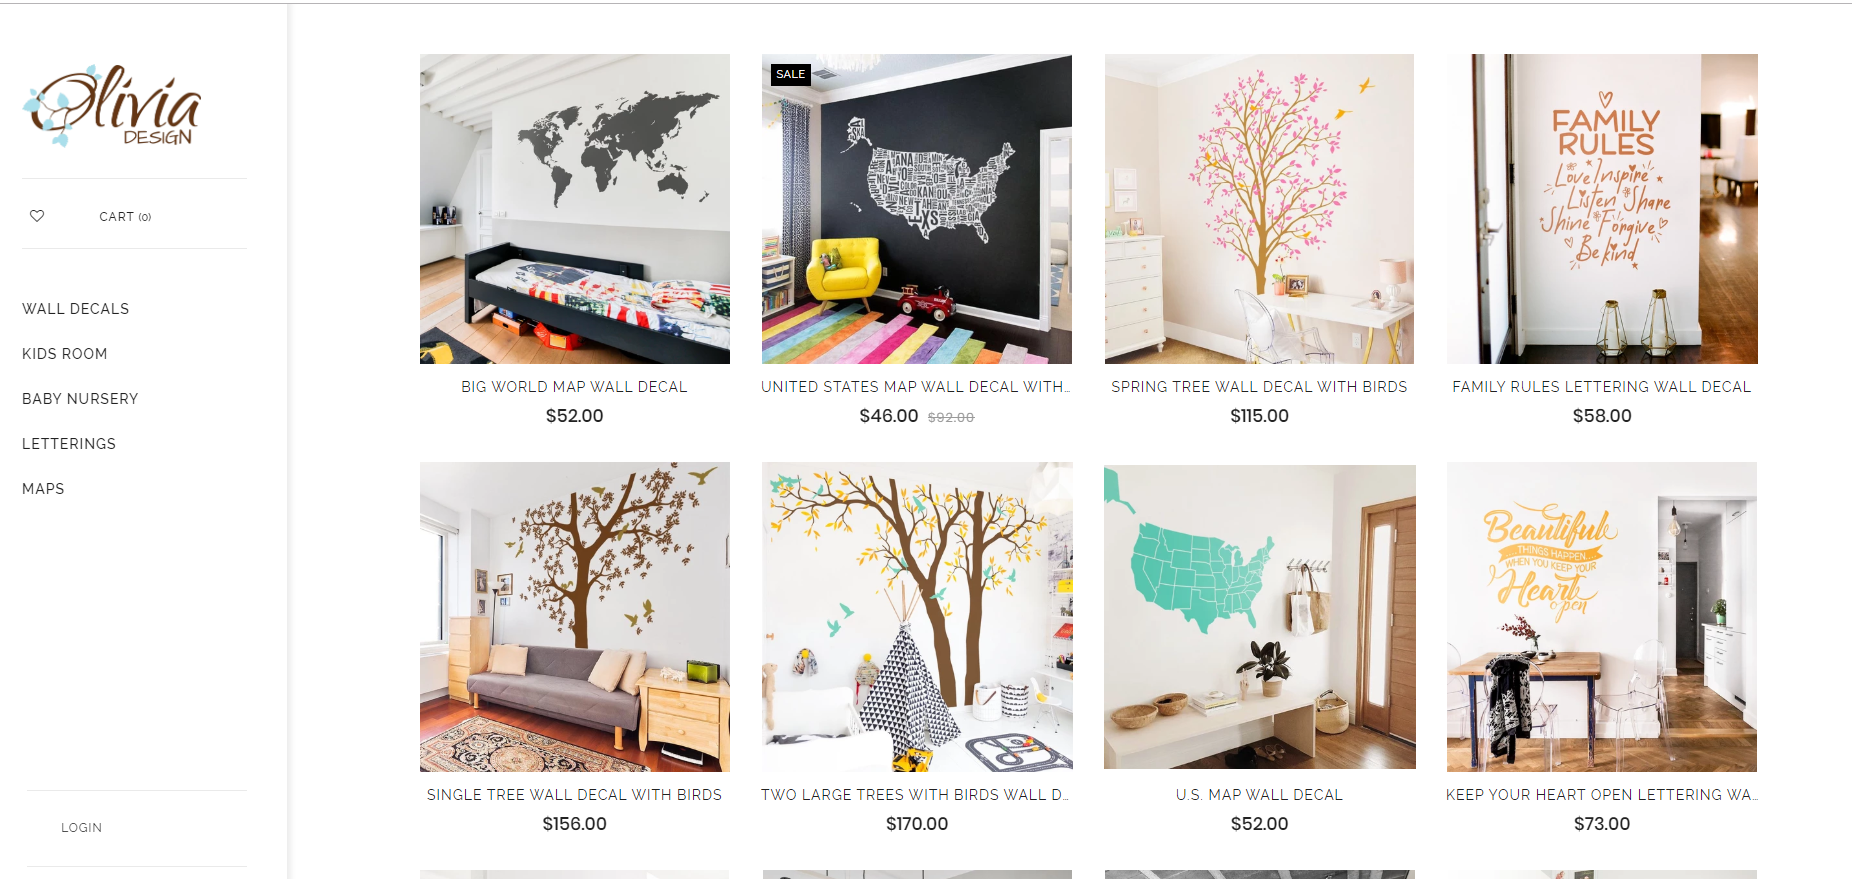 Olivia
DESIGN
CART (0)
WALL DECALS
KIDS ROOM
BABY NURSERY
LETTERINGS
MAPS
LOGIN
SALE
FAMILY
RULES
Love Inspire
Listen Share
Shine Forgive
Be kind
BIG WORLD MAP WALL DECAL
$52.00
UNITED STATES MAP WALL DECAL WITH...
$46.00 $92.00
SPRING TREE WALL DECAL WITH BIRDS
$115.00
FAMILY RULES LETTERING WALL DECAL
$58.00
Beautiful
THINGS HAPPEN
WHEN YOU KEEP YOUR
Heart
open
SINGLE TREE WALL DECAL WITH BIRDS
$156.00
TWO LARGE TREES WITH BIRDS WALL D...
$170.00
U.S. MAP WALL DECAL
$52.00
KEEP YOUR HEART OPEN LETTERING WA...
$73.00